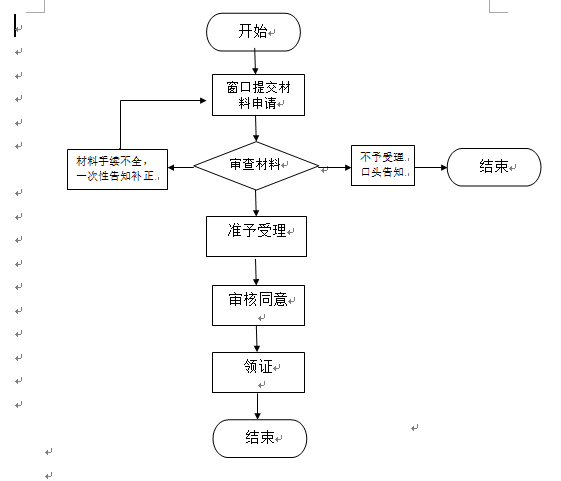 开始
窗口提交材
料申请
材料手续不全，
一次性告知补正
审查材料
不予受理
口头告知
结束
准予受理
审核同意
领证
结束